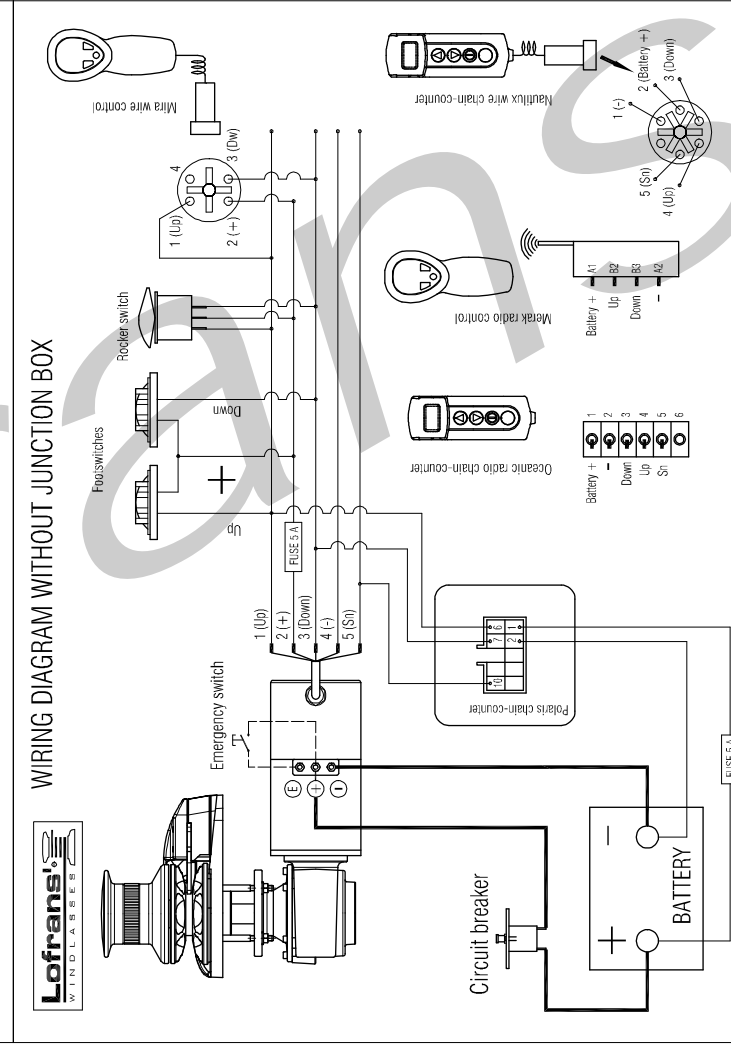 WIRING DIAGRAM WITHOUT JUNCTION BOX
Lofrans'®
WINDLASSES
Mira wire control
Nautilux wire chain-counter
1 (-)
2 (Battery +)
3 (Down)
5 (Sn)
4 (Up)
1 (Up)
2 (+)
3 (Dw)
4
Rocker switch
Footswitches
Down
+
Up
Merak radio control
Battery +
Up
Down
–
A1
B2
B3
A2
Oceanic radio chain-counter
Battery +
–
Down
Up
Sn
1
2
3
4
5
6
FUSE 5 A
1 (Up)
2 (+)
3 (Down)
4 (-)
5 (Sn)
Emergency switch
E
+
–
Polaris chain-counter
10
7
6
2
1
Circuit breaker
+
–
BATTERY
FUSE 5 A